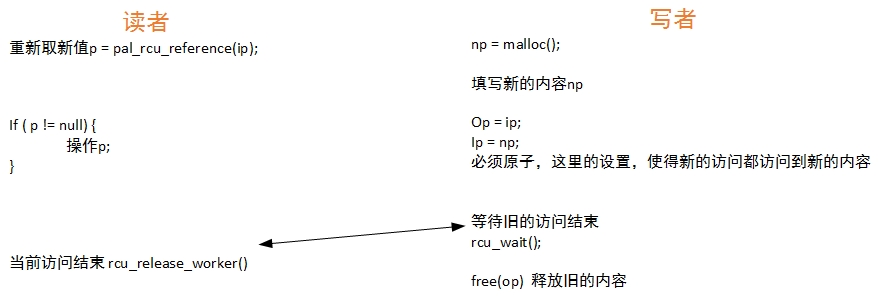 读者
重新取新值p = pal_rcu_reference(ip);
If ( p != null) {
操作p;
}
当前访问结束 rcu_release_worker()
写者
np = malloc();
填写新的内容np
Op = ip;
Ip = np;
必须原子，这里的设置，使得新的访问都访问到新的内容
等待旧的访问结束
rcu_wait();
free(op) 释放旧的内容